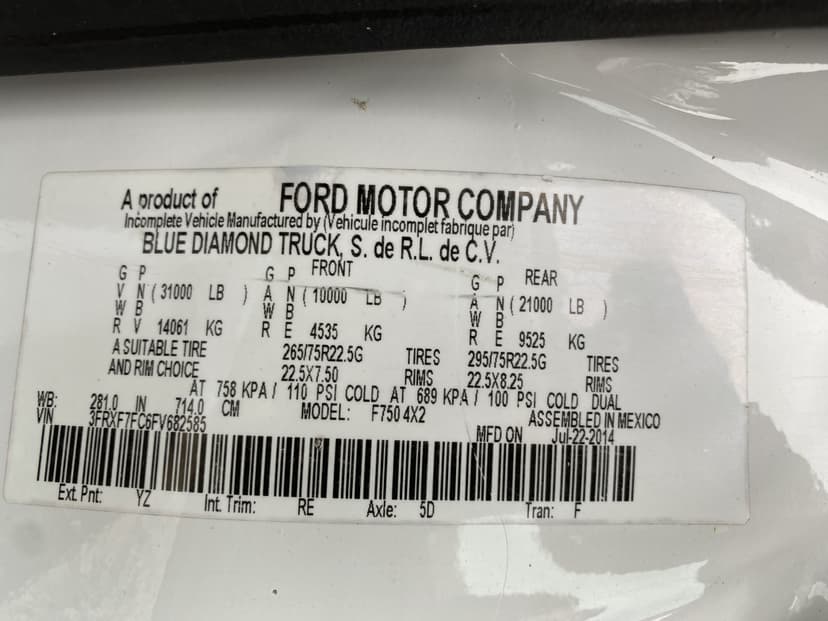 A product of FORD MOTOR COMPANY
Incomplete Vehicle Manufactured by (Vehicule incomplet fabrique par)
BLUE DIAMOND TRUCK, S. de R.L. de C.V.
G P G P FRONT G P REAR
V N ( 31000 LB ) A N ( 10000 LB ) A N ( 21000 LB )
W B W B W B
R V 14061 KG R E 4535 KG R E 9525 KG
A SUITABLE TIRE 265/75R22.5G TIRES 295/75R22.5G TIRES
AND RIM CHOICE 22.5X7.50 RIMS 22.5X8.25 RIMS
AT 758 KPA / 110 PSI COLD AT 689 KPA / 100 PSI COLD DUAL
WB: 281.0 IN 714.0 CM MODEL: F750 4X2 ASSEMBLED IN MEXICO
VIN 3FRXF7FC6FV682585 MFD ON Jul-22-2014
Ext. Pnt: YZ Int. Trim: RE Axle: 5D Tran: F